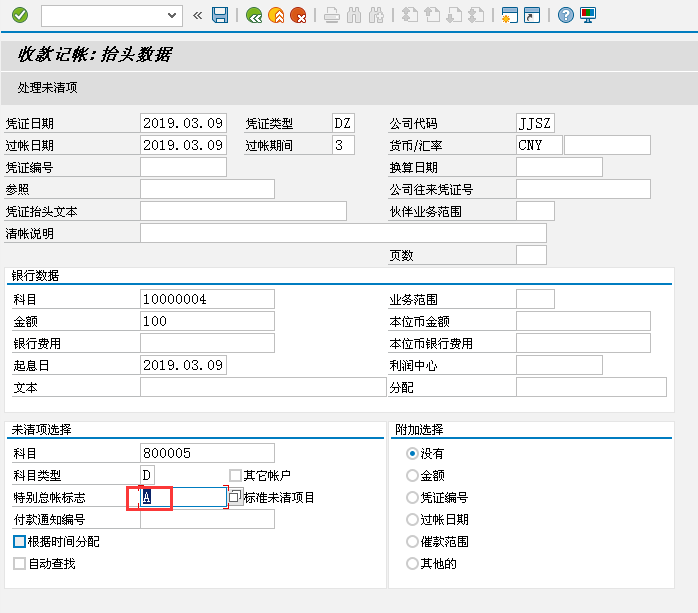 收款记帐:抬头数据
处理未清项
凭证日期 2019.03.09 凭证类型 DZ 公司代码 JJSZ
过帐日期 2019.03.09 过帐期间 3 货币/汇率 CNY
凭证编号 换算日期
参照 公司往来凭证号
凭证抬头文本 伙伴业务范围
清帐说明
页数
银行数据
科目 10000004 业务范围
金额 100 本位币金额
银行费用 本位币银行费用
起息日 2019.03.09 利润中心
文本 分配
未清项选择 附加选择
科目 800005 没有
科目类型 D 其它帐户 金额
特别总帐标志 A 标准未清项目 凭证编号
付款通知编号 过帐日期
根据时间分配 催款范围
自动查找 其他的